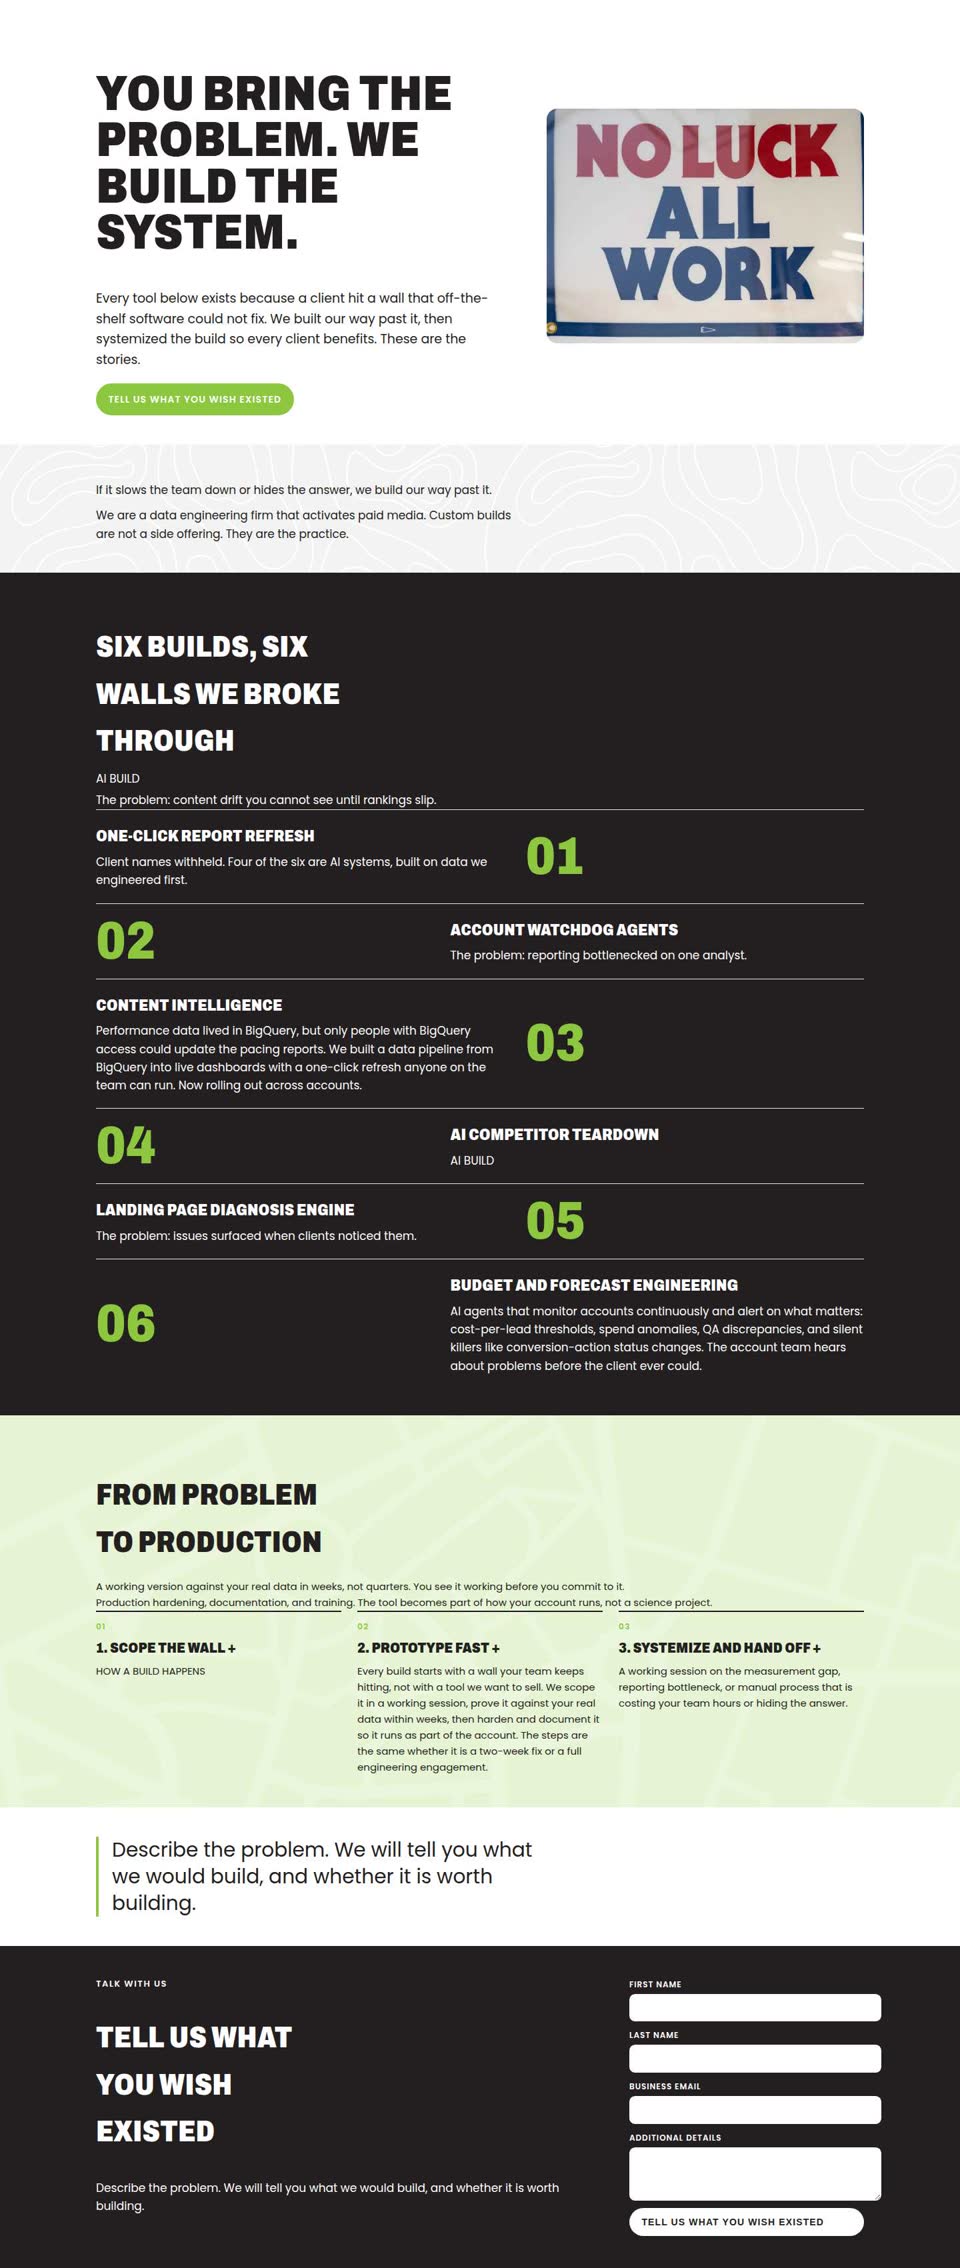 YOU BRING THE
PROBLEM. WE
BUILD THE
SYSTEM.
Every tool below exists because a client hit a wall that off-the-
shelf software could not fix. We built our way past it, then
systemized the build so every client benefits. These are the
stories.
TELL US WHAT YOU WISH EXISTED
NO LUCK
ALL
WORK
If it slows the team down or hides the answer, we build our way past it.
We are a data engineering firm that activates paid media. Custom builds
are not a side offering. They are the practice.
SIX BUILDS, SIX
WALLS WE BROKE
THROUGH
AI BUILD
The problem: content drift you cannot see until rankings slip.
ONE-CLICK REPORT REFRESH
Client names withheld. Four of the six are AI systems, built on data we
engineered first.
01
02
ACCOUNT WATCHDOG AGENTS
The problem: reporting bottlenecked on one analyst.
CONTENT INTELLIGENCE
Performance data lived in BigQuery, but only people with BigQuery
access could update the pacing reports. We built a data pipeline from
BigQuery into live dashboards with a one-click refresh anyone on the
team can run. Now rolling out across accounts.
03
04
AI COMPETITOR TEARDOWN
AI BUILD
LANDING PAGE DIAGNOSIS ENGINE
The problem: issues surfaced when clients noticed them.
05
06
BUDGET AND FORECAST ENGINEERING
AI agents that monitor accounts continuously and alert on what matters:
cost-per-lead thresholds, spend anomalies, QA discrepancies, and silent
killers like conversion-action status changes. The account team hears
about problems before the client ever could.
FROM PROBLEM
TO PRODUCTION
A working version against your real data in weeks, not quarters. You see it working before you commit to it.
Production hardening, documentation, and training. The tool becomes part of how your account runs, not a science project.
01
1. SCOPE THE WALL +
HOW A BUILD HAPPENS
02
2. PROTOTYPE FAST +
Every build starts with a wall your team keeps
hitting, not with a tool we want to sell. We scope
it in a working session, prove it against your real
data within weeks, then harden and document it
so it runs as part of the account. The steps are
the same whether it is a two-week fix or a full
engineering engagement.
03
3. SYSTEMIZE AND HAND OFF +
A working session on the measurement gap,
reporting bottleneck, or manual process that is
costing your team hours or hiding the answer.
Describe the problem. We will tell you what
we would build, and whether it is worth
building.
TALK WITH US
TELL US WHAT
YOU WISH
EXISTED
Describe the problem. We will tell you what we would build, and whether it is worth
building.
FIRST NAME
LAST NAME
BUSINESS EMAIL
ADDITIONAL DETAILS
TELL US WHAT YOU WISH EXISTED